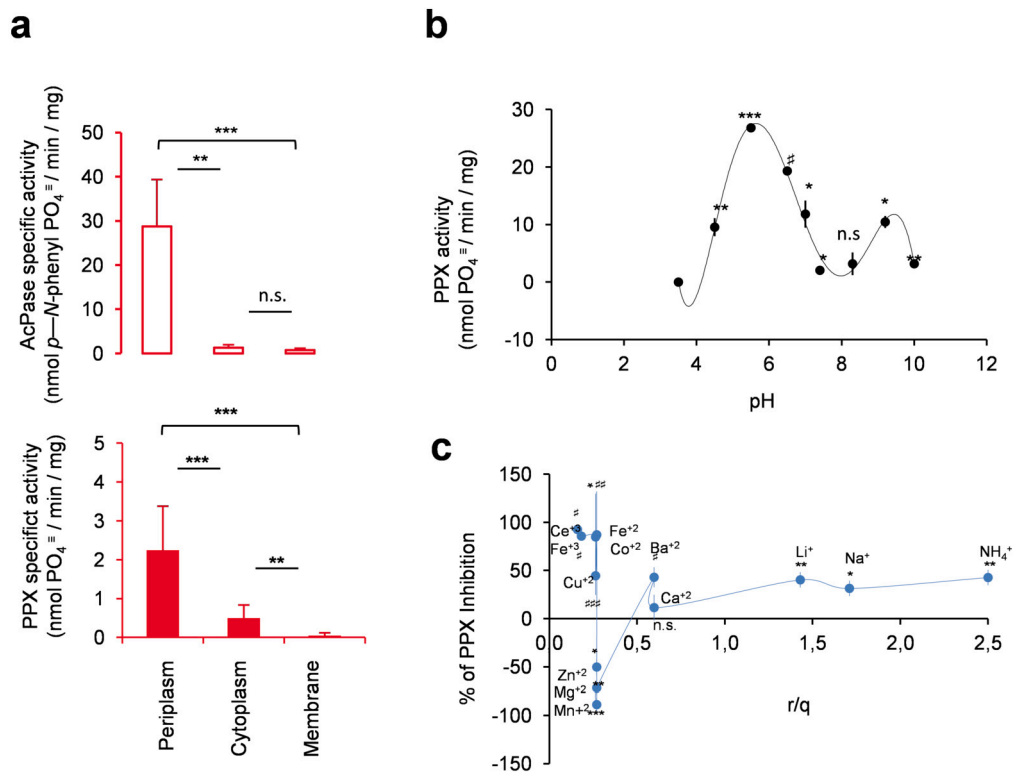 a
AcPase specific activity
(nmol p—N-phenyl PO₄ ≡ / min / mg)
50
40
30
20
10
0
***
**
n.s.
PPX specifict activity
(nmol PO₄ ≡ / min / mg)
5
4
3
2
1
0
***
***
**
Periplasm
Cytoplasm
Membrane
b
PPX activity
(nmol PO₄ ≡ / min / mg)
30
20
10
0
-10
***
♯
**
*
*
n.s
*
**
0 2 4 6 8 10 12
pH
c
% of PPX Inhibition
150
100
50
0
-50
-100
-150
* ♯♯
♯
Ce⁺³ Fe⁺²
Fe⁺³ Co⁺² Ba⁺²
♯ ♯
Cu⁺²
♯♯♯
Ca⁺²
n.s.
Li⁺
**
Na⁺
*
NH₄⁺
**
0.0 0,5 1,0 1,5 2,0 2,5
*
Zn⁺²
**
Mg⁺²
Mn+²
***
r/q